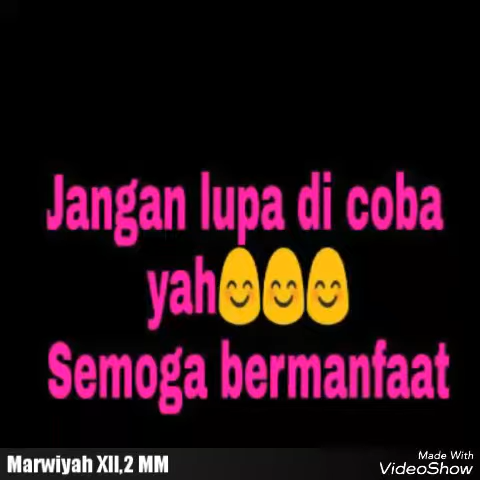 Jangan lupa di coba
yah😊😊😊
Semoga bermanfaat
Marwiyah XII,2 MM
Made With
VideoShow